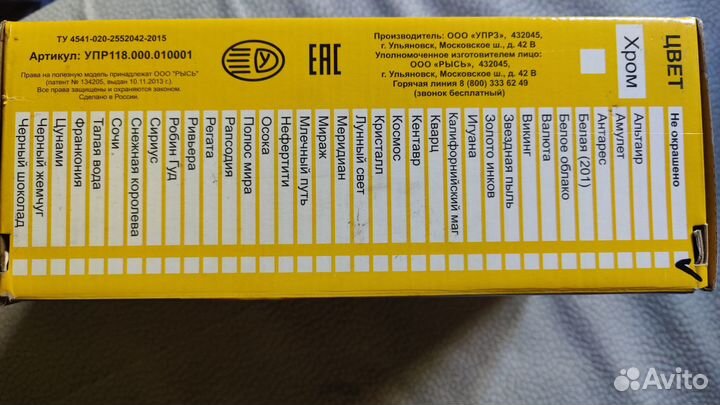 ТУ 4541-020-2552042-2015
Артикул: УПР118.000.010001
Права на полезную модель принадлежат ООО "РЫСЬ"
(патент № 134205, выдан 10.11.2013 г.).
Все права защищены и охраняются законом.
Сделано в России.
У
ЕАС
Производитель: ООО «УПРЗ», 432045,
г. Ульяновск, Московское ш., д. 42 В
Уполномоченное изготовителем лицо:
ООО «РЫСЬ», 432045,
г. Ульяновск, Московское ш., д. 42 В
Горячая линия 8 (800) 333 62 49
(звонок бесплатный)
ЦВЕТ
Хром
Не окрашено
Альтаир
Амулет
Антарес
Белая (201)
Белое облако
Валюта
Викинг
Звездная пыль
Золото инков
Игуана
Калифорнийский мак
Кварц
Кентавр
Космос
Кристалл
Лунный свет
Меридиан
Мираж
Млечный путь
Нефертити
Осока
Полюс мира
Рапсодия
Регата
Ривьера
Робин Гуд
Сириус
Снежная королева
Сочи
Талая вода
Франкония
Цунами
Черный жемчуг
Черный шоколад
Avito